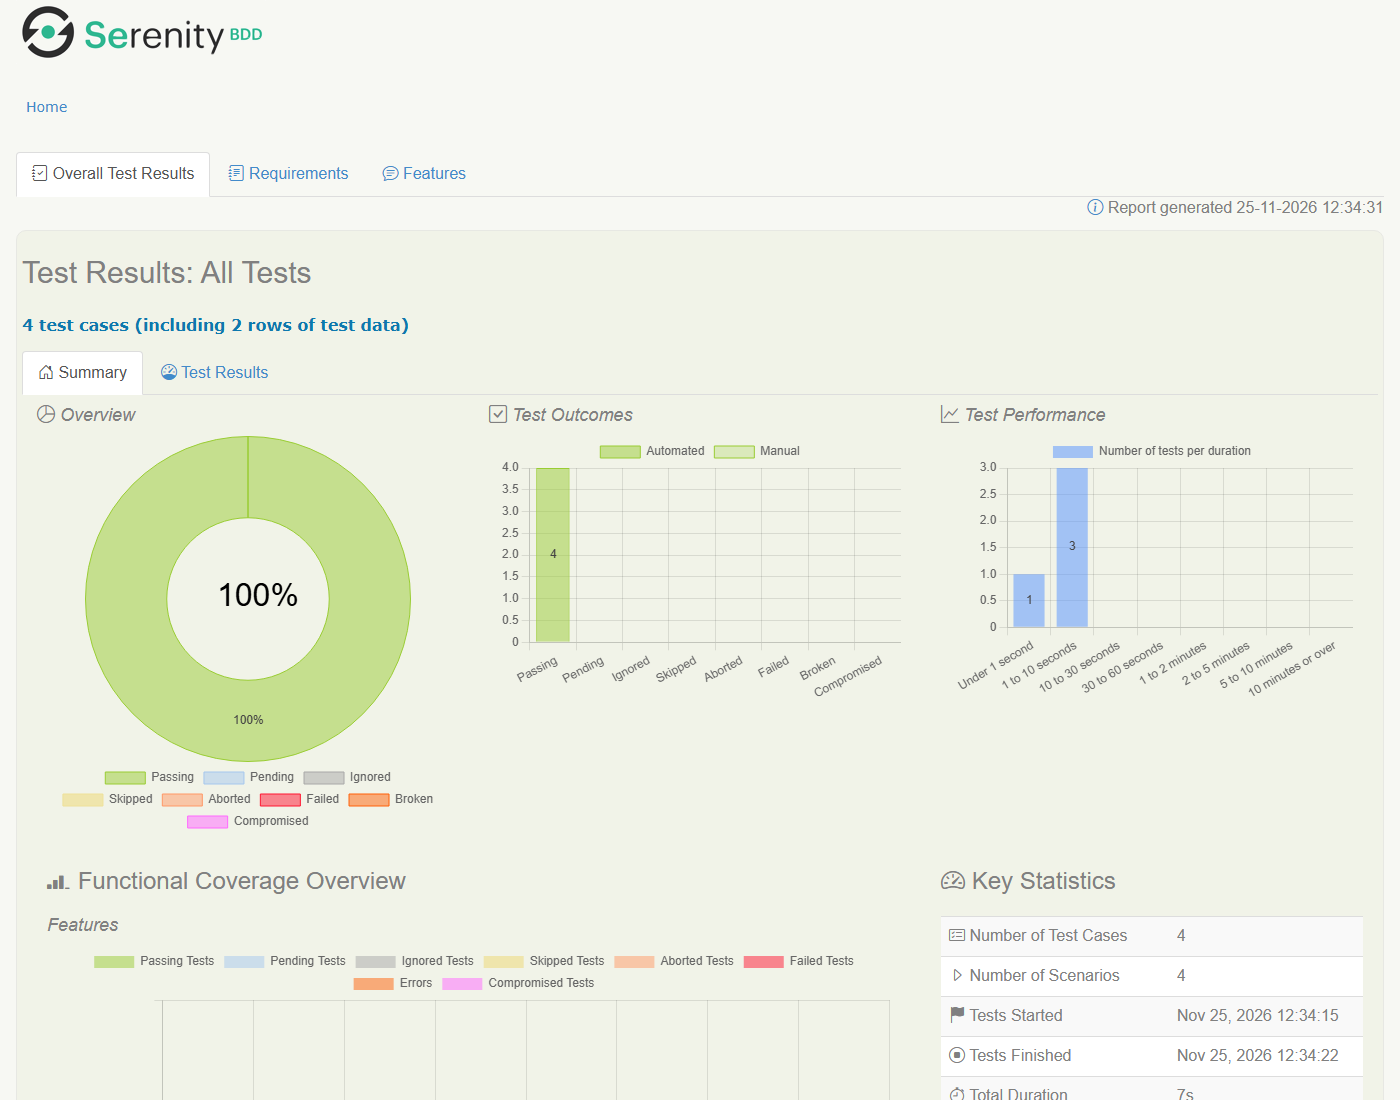 Serenity BDD
Home
Overall Test Results
Requirements
Features
Report generated 25-11-2026 12:34:31
Test Results: All Tests
4 test cases (including 2 rows of test data)
Summary
Test Results
Overview
100%
100%
Passing
Pending
Ignored
Skipped
Aborted
Failed
Broken
Compromised
Test Outcomes
Automated
Manual
4.0
3.5
3.0
2.5
2.0
1.5
1.0
0.5
0
4
Passing
Pending
Ignored
Skipped
Aborted
Failed
Broken
Compromised
Test Performance
Number of tests per duration
3.0
2.5
2.0
1.5
1.0
0.5
0
1
3
Under 1 second
1 to 10 seconds
10 to 30 seconds
30 to 60 seconds
1 to 2 minutes
2 to 5 minutes
5 to 10 minutes
10 minutes or over
Functional Coverage Overview
Features
Passing Tests
Pending Tests
Ignored Tests
Skipped Tests
Aborted Tests
Failed Tests
Errors
Compromised Tests
Key Statistics
Number of Test Cases 4
Number of Scenarios 4
Tests Started Nov 25, 2026 12:34:15
Tests Finished Nov 25, 2026 12:34:22
Total Duration 7s